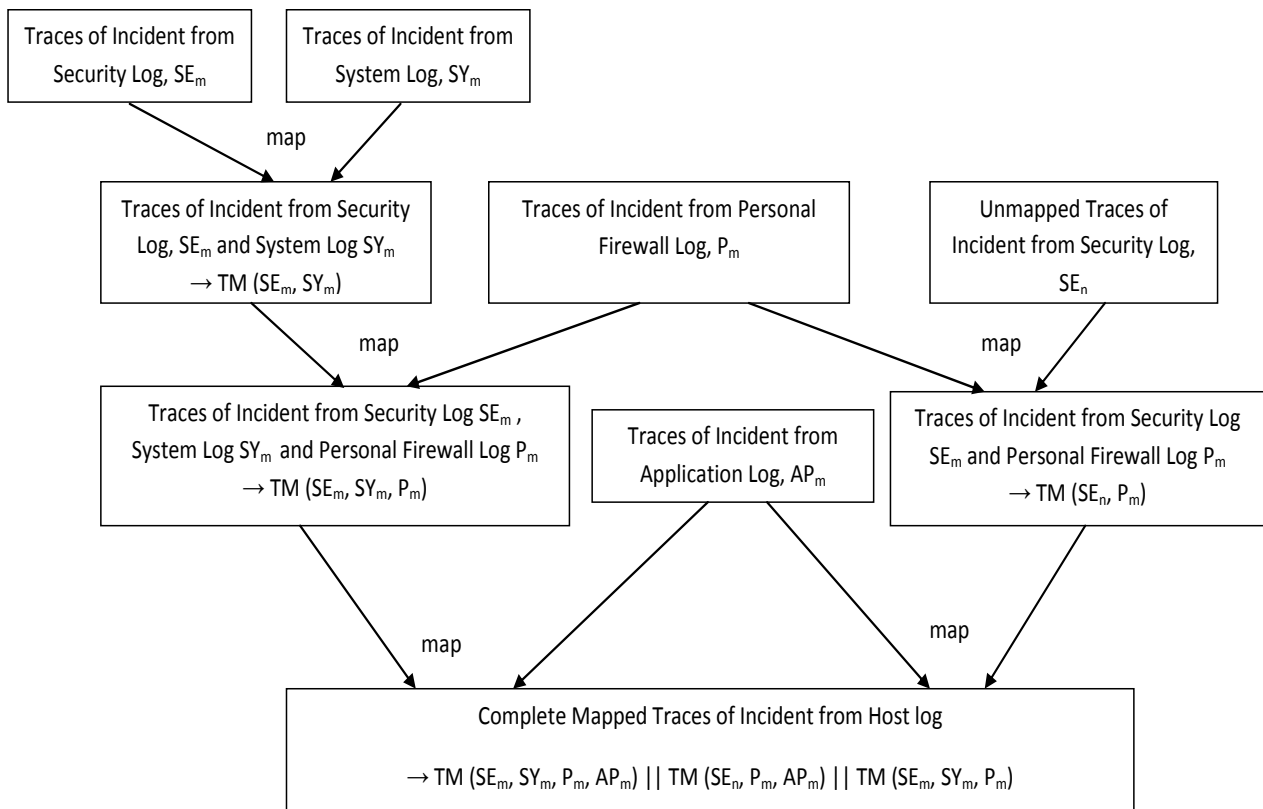 Traces of Incident from
Security Log, SEₘ
Traces of Incident from
System Log, SYₘ
map
Traces of Incident from Security
Log, SEₘ and System Log SYₘ
→ TM (SEₘ, SYₘ)
Traces of Incident from Personal
Firewall Log, Pₘ
Unmapped Traces of
Incident from Security Log,
SEₙ
map
map
Traces of Incident from Security Log SEₘ ,
System Log SYₘ and Personal Firewall Log Pₘ
→ TM (SEₘ, SYₘ, Pₘ)
Traces of Incident from
Application Log, APₘ
Traces of Incident from Security Log
SEₘ and Personal Firewall Log Pₘ
→ TM (SEₙ, Pₘ)
map
map
Complete Mapped Traces of Incident from Host log
→ TM (SEₘ, SYₘ, Pₘ, APₘ) || TM (SEₙ, Pₘ, APₘ) || TM (SEₘ, SYₘ, Pₘ)